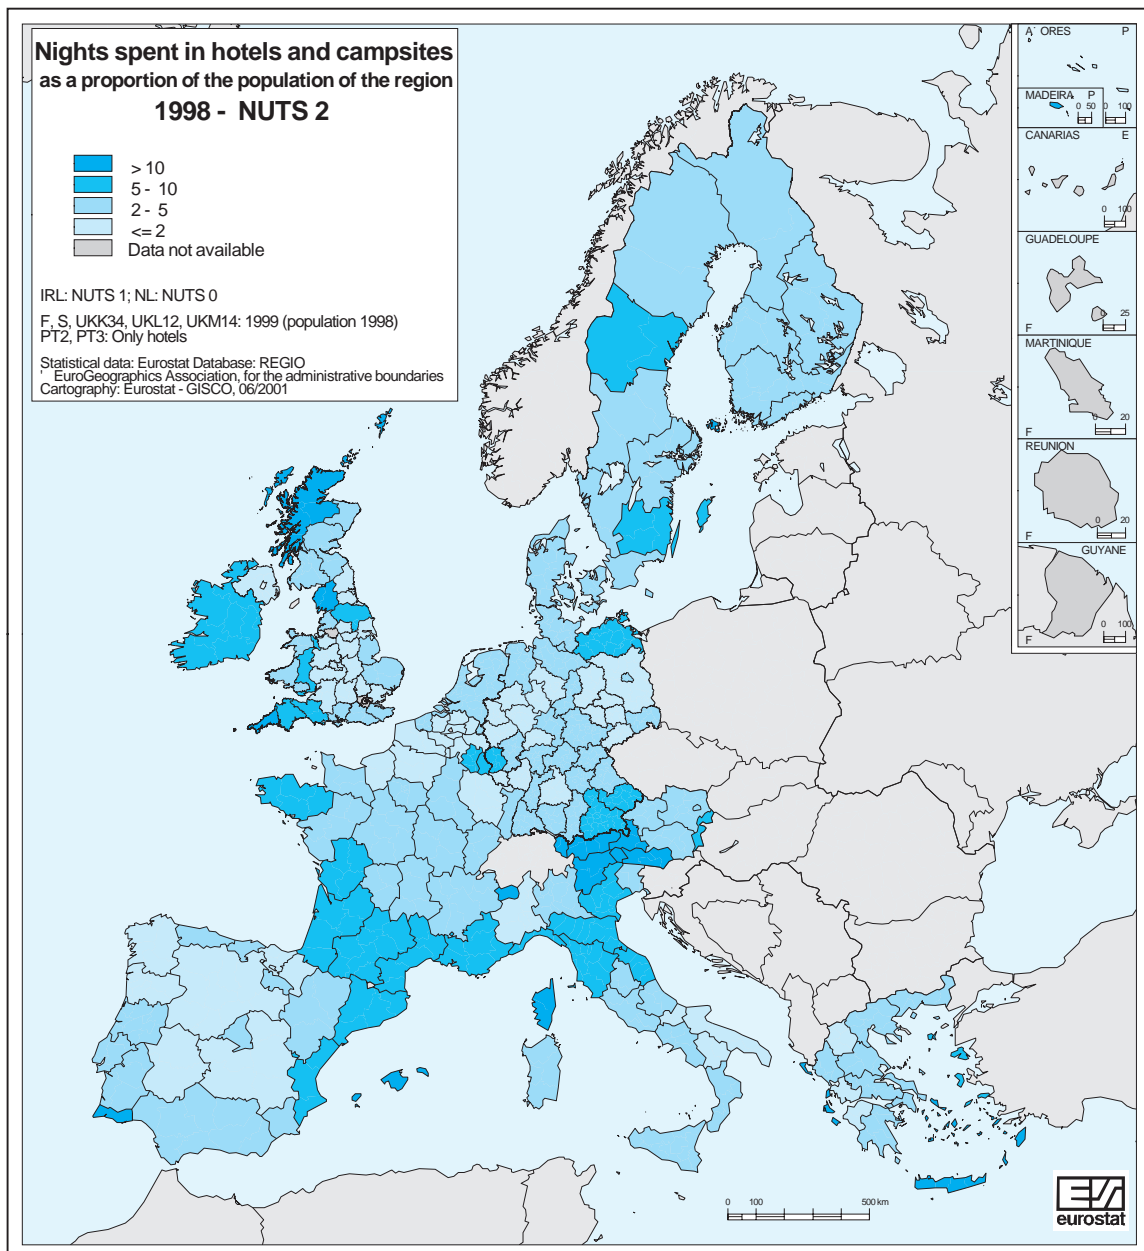 Nights spent in hotels and campsites
as a proportion of the population of the region
1998 - NUTS 2
> 10
5 - 10
2 - 5
<= 2
Data not available
IRL: NUTS 1; NL: NUTS 0
F, S, UKK34, UKL12, UKM14: 1999 (population 1998)
PT2, PT3: Only hotels
Statistical data: Eurostat Database: REGIO
' EuroGeographics Association, for the administrative boundaries
Cartography: Eurostat - GISCO, 06/2001
A´ ORES P
MADEIRA P 0 50 0 100
CANARIAS E
0 100
GUADELOUPE
0 25
F
MARTINIQUE
0 20
F
REUNION
0 20
F
GUYANE
0 100
F
0 100 500 km
eurostat